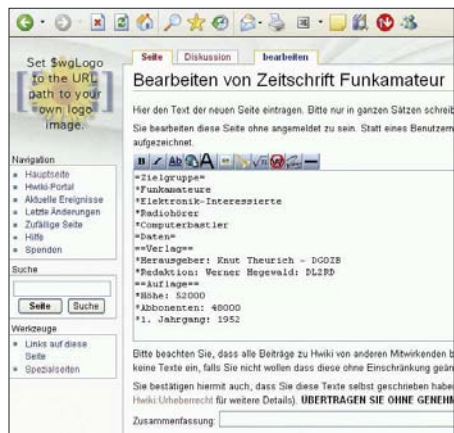 Set $wgLogo
to the URL
path to your
own logo
image.
Navigation
Hauptseite
Hwiki-Portal
Aktuelle Ereignisse
Letzte Änderungen
Zufällige Seite
Hilfe
Spenden
Suche
Seite Suche
Werkzeuge
Links auf diese
Seite
Spezialseiten
Seite Diskussion bearbeiten
Bearbeiten von Zeitschrift Funkamateur
Hier den Text der neuen Seite eintragen. Bitte nur in ganzen Sätzen schreib
Sie bearbeiten diese Seite ohne angemeldet zu sein. Statt eines Benutzern
aufgezeichnet.
=Zielgruppe=
*Funkamateure
*Elektronik-Interessierte
*Radiohörer
*Computerbastler
=Daten=
==Verlag==
*Herausgeber: Knut Theurich - DG0ZB
*Redaktion: Werner Hegewald: DL2RD
==Auflage==
*Höhe: 52000
*Abbonenten: 40000
*1. Jahrgang: 1952
Bitte beachten Sie, dass alle Beiträge zu Hwiki von anderen Mitwirkenden b
keine Texte ein, falls Sie nicht wollen dass diese ohne Einschränkung geän
Sie bestätigen hiermit auch, dass Sie diese Texte selbst geschrieben habe
Hwiki:Urheberrecht für weitere Details). ÜBERTRAGEN SIE OHNE GENEHM
Zusammenfassung: